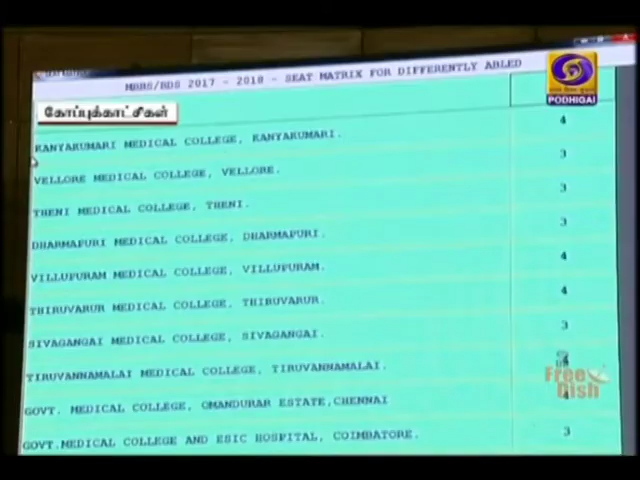 MBBS/BDS 2017 - 2018 - SEAT MATRIX FOR DIFFERENTLY ABLED
PODHIGAI
கோப்புக்காட்சிகள்
KANYAKUMARI MEDICAL COLLEGE, KANYAKUMARI. 4
VELLORE MEDICAL COLLEGE, VELLORE. 3
THENI MEDICAL COLLEGE, THENI. 3
DHARMAPURI MEDICAL COLLEGE, DHARMAPURI. 3
VILLUPURAM MEDICAL COLLEGE, VILLUPURAM. 4
THIRUVARUR MEDICAL COLLEGE, THIRUVARUR. 4
SIVAGANGAI MEDICAL COLLEGE, SIVAGANGAI. 3
TIRUVANNAMALAI MEDICAL COLLEGE, TIRUVANNAMALAI.
Free Dish
GOVT. MEDICAL COLLEGE, OMANDURAR ESTATE,CHENNAI 4
GOVT.MEDICAL COLLEGE AND ESIC HOSPITAL, COIMBATORE. 3